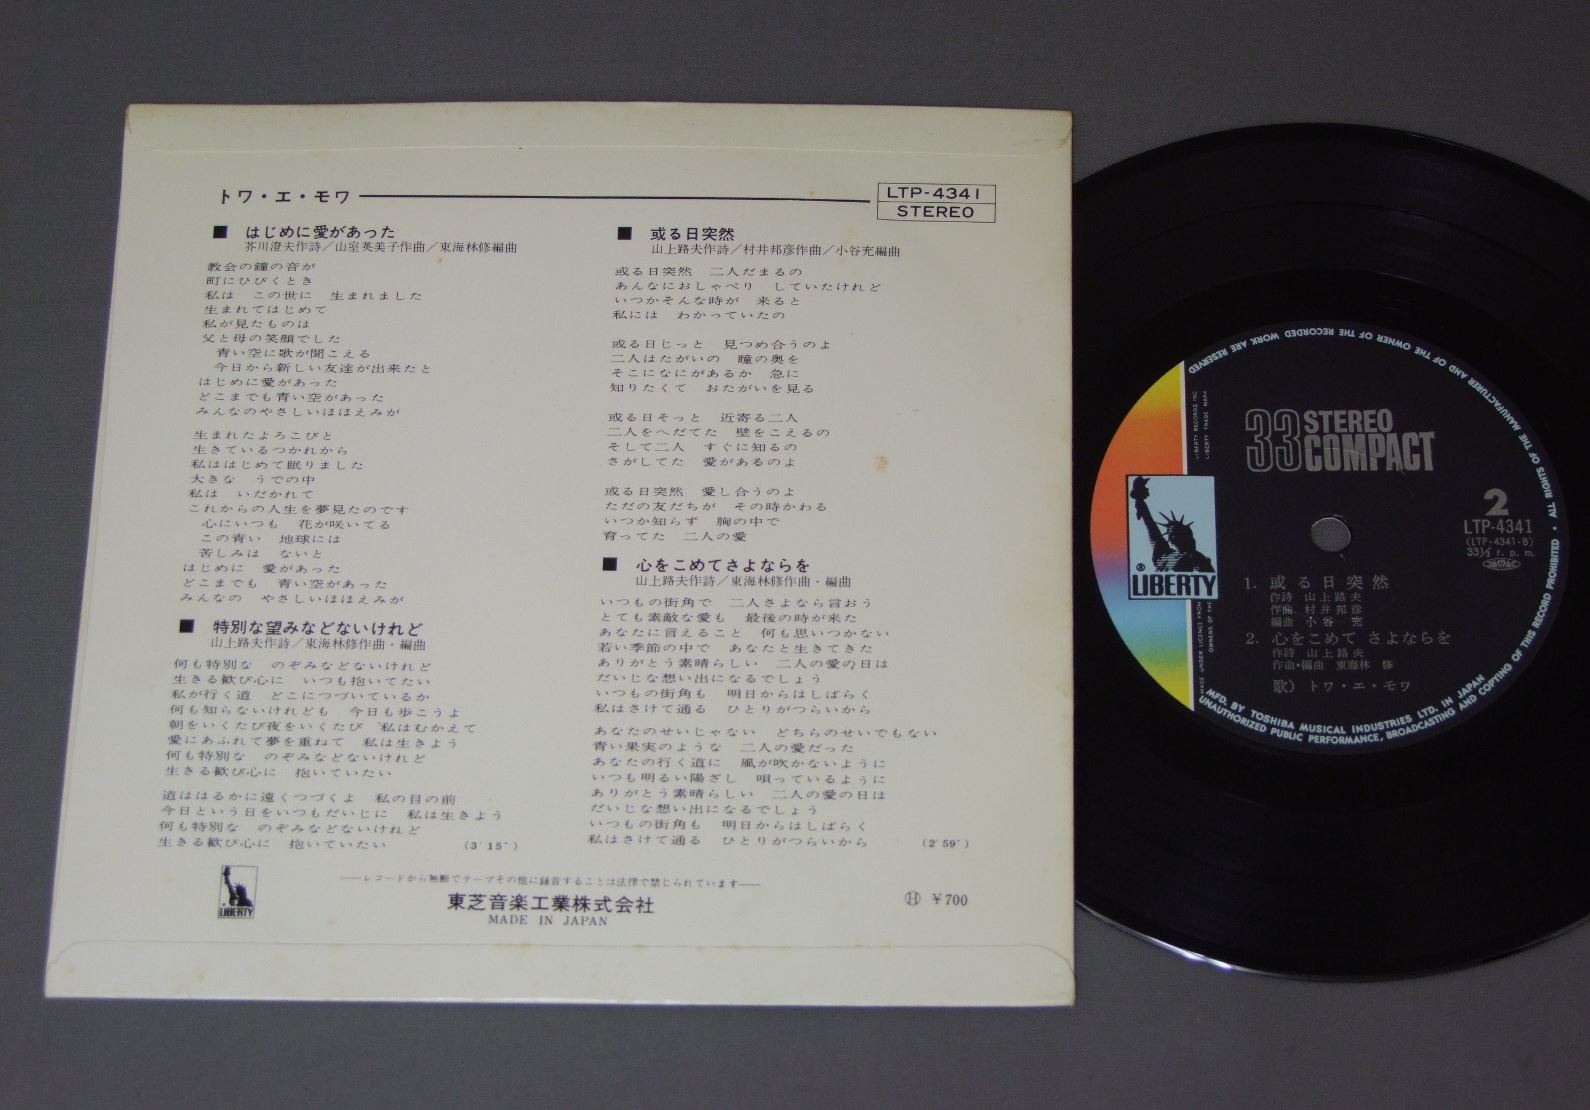 トワ・エ・モワ
LTP-4341
STEREO
■ はじめに愛があった
芥川澄夫作詩／山室英美子作曲／東海林修編曲
教会の鐘の音が
町にひびくとき
私は この世に 生まれました
生まれてはじめて
私が見たものは
父と母の笑顔でした
青い空に歌が聞こえる
今日から新しい友達が出来たと
はじめに愛があった
どこまでも青い空があった
みんなのやさしいほほえみが
生まれたよろこびと
生きているつかれから
私ははじめて眠りました
大きな うでの中
私は いだかれて
これからの人生を夢見たのです
心にいつも 花が咲いてる
この青い 地球には
苦しみは ないと
はじめに 愛があった
どこまでも 青い空があった
みんなの やさしいほほえみが
■ 特別な望みなどないけれど
山上路夫作詩／東海林修作曲・編曲
何も特別な のぞみなどないけれど
生きる歓び心に いつも抱いてたい
私が行く道 どこにつづいているか
何も知らないけれども 今日も歩こうよ
朝をいくたび夜をいくたび 私はむかえて
愛にあふれて夢を重ねて 私は生きよう
何も特別な のぞみなどないけれど
生きる歓び心に 抱いていたい
道ははるかに遠くつづくよ 私の目の前
今日という日をいつもだいじに 私は生きよう
何も特別な のぞみなどないけれど
生きる歓び心に 抱いていたい
(3′15″)
■ 或る日突然
山上路夫作詩／村井邦彦作曲／小谷充編曲
或る日突然 二人だまるの
あんなにおしゃべり していたけれど
いつかそんな時が 来ると
私には わかっていたの
或る日じっと 見つめ合うのよ
二人はたがいの 瞳の奥を
そこになにがあるか 急に
知りたくて おたがいを見る
或る日そっと 近寄る二人
二人をへだてた 壁をこえるの
そして二人 すぐに知るの
さがしてた 愛があるのよ
或る日突然 愛し合うのよ
ただの友だちが その時かわる
いつか知らず 胸の中で
育ってた 二人の愛
■ 心をこめてさよならを
山上路夫作詩／東海林修作曲・編曲
いつもの街角で 二人さよなら言おう
とても素敵な愛も 最後の時が来た
あなたに言えること 何も思いつかない
若い季節の中で あなたと生きてきた
ありがとう素晴らしい 二人の愛の日は
だいじな想い出になるでしょう
いつもの街角も 明日からはしばらく
私はさけて通る ひとりがつらいから
あなたのせいじゃない どちらのせいでもない
青い果実のような 二人の愛だった
あなたの行く道に 風が吹かないように
いつも明るい陽ざし 唄っているように
ありがとう素晴らしい 二人の愛の日は
だいじな想い出になるでしょう
いつもの街角も 明日からはしばらく
私はさけて通る ひとりがつらいから
(2′59″)
LIBERTY
——レコードから無断でテープその他に録音することは法律で禁じられています——
東芝音楽工業株式会社
MADE IN JAPAN
Ⓗ ￥700
ALL RIGHTS OF THE MANUFACTURER AND OF THE OWNER OF THE RECORDED WORK ARE RESERVED
LIBERTY RECORDS INC.
LIBERTY TRADE MARK
33 STEREO COMPACT
2
LTP-4341
(LTP-4341-B)
33⅓ r. p. m.
JASRAC
® LIBERTY
1. 或る日突然
作詩 山上路夫
作曲 村井邦彦
編曲 小谷 充
2. 心をこめて さよならを
作詩 山上路夫
作曲・編曲 東海林 修
歌) トワ・エ・モワ
MADE UNDER LICENCE FROM
OWNERS OF THE
MFD. BY TOSHIBA MUSICAL INDUSTRIES LTD. IN JAPAN
UNAUTHORIZED PUBLIC PERFORMANCE, BROADCASTING AND COPYING OF THIS RECORD PROHIBITED